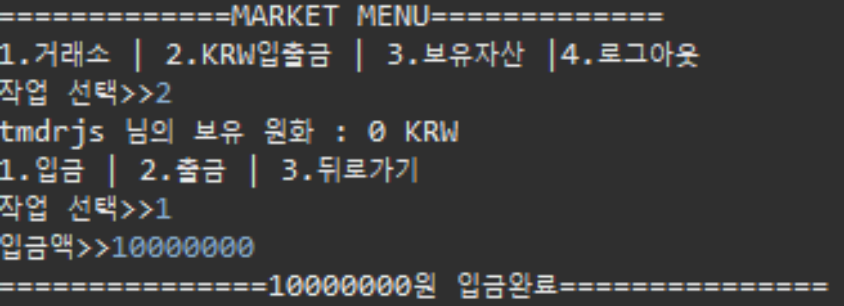 =============MARKET MENU=============
1.거래소 | 2.KRW입출금 | 3.보유자산 |4.로그아웃
작업 선택>>2
tmdrjs 님의 보유 원화 : 0 KRW
1.입금 | 2.출금 | 3.뒤로가기
작업 선택>>1
입금액>>10000000
===============10000000원 입금완료===============